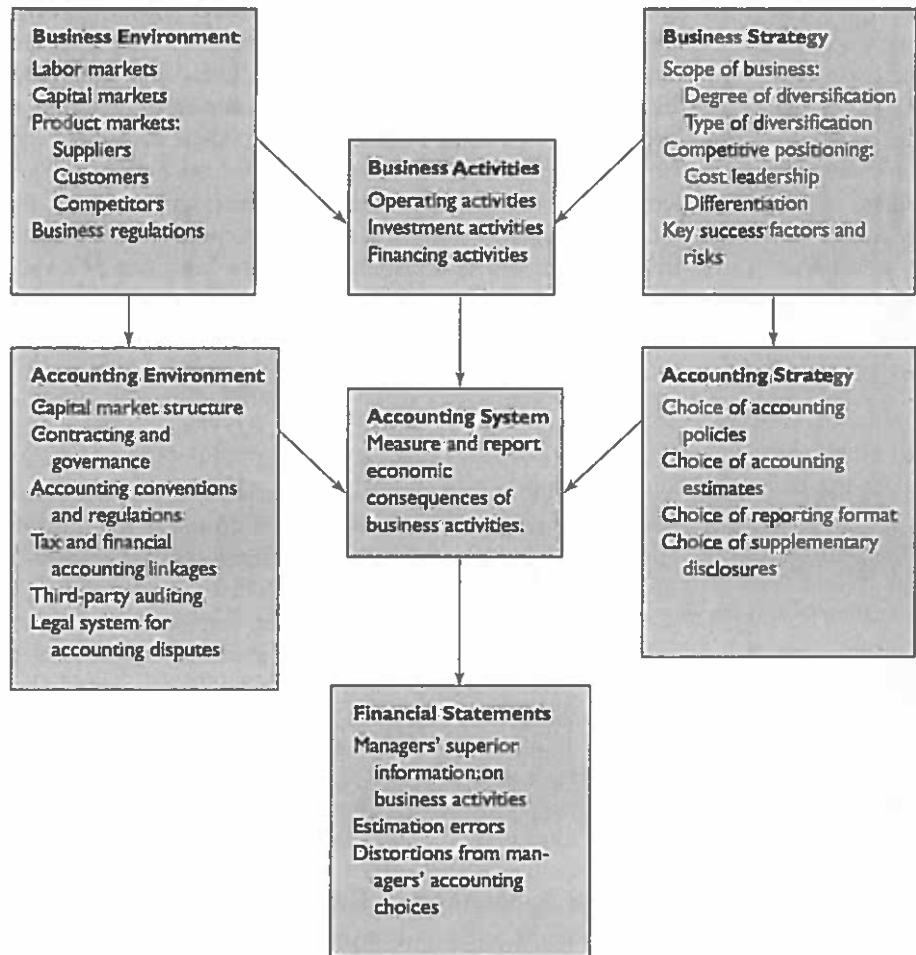 Business Environment
Labor markets
Capital markets
Product markets:
Suppliers
Customers
Competitors
Business regulations
Business Strategy
Scope of business:
Degree of diversification
Type of diversification
Competitive positioning:
Cost leadership
Differentiation
Key success factors and
risks
Business Activities
Operating activities
Investment activities
Financing activities
Accounting Environment
Capital market structure
Contracting and
governance
Accounting conventions
and regulations
Tax and financial
accounting linkages
Third-party auditing
Legal system for
accounting disputes
Accounting System
Measure and report
economic
consequences of
business activities.
Accounting Strategy
Choice of accounting
policies
Choice of accounting
estimates
Choice of reporting format
Choice of supplementary
disclosures
Financial Statements
Managers' superior
information on
business activities
Estimation errors
Distortions from man-
agers' accounting
choices